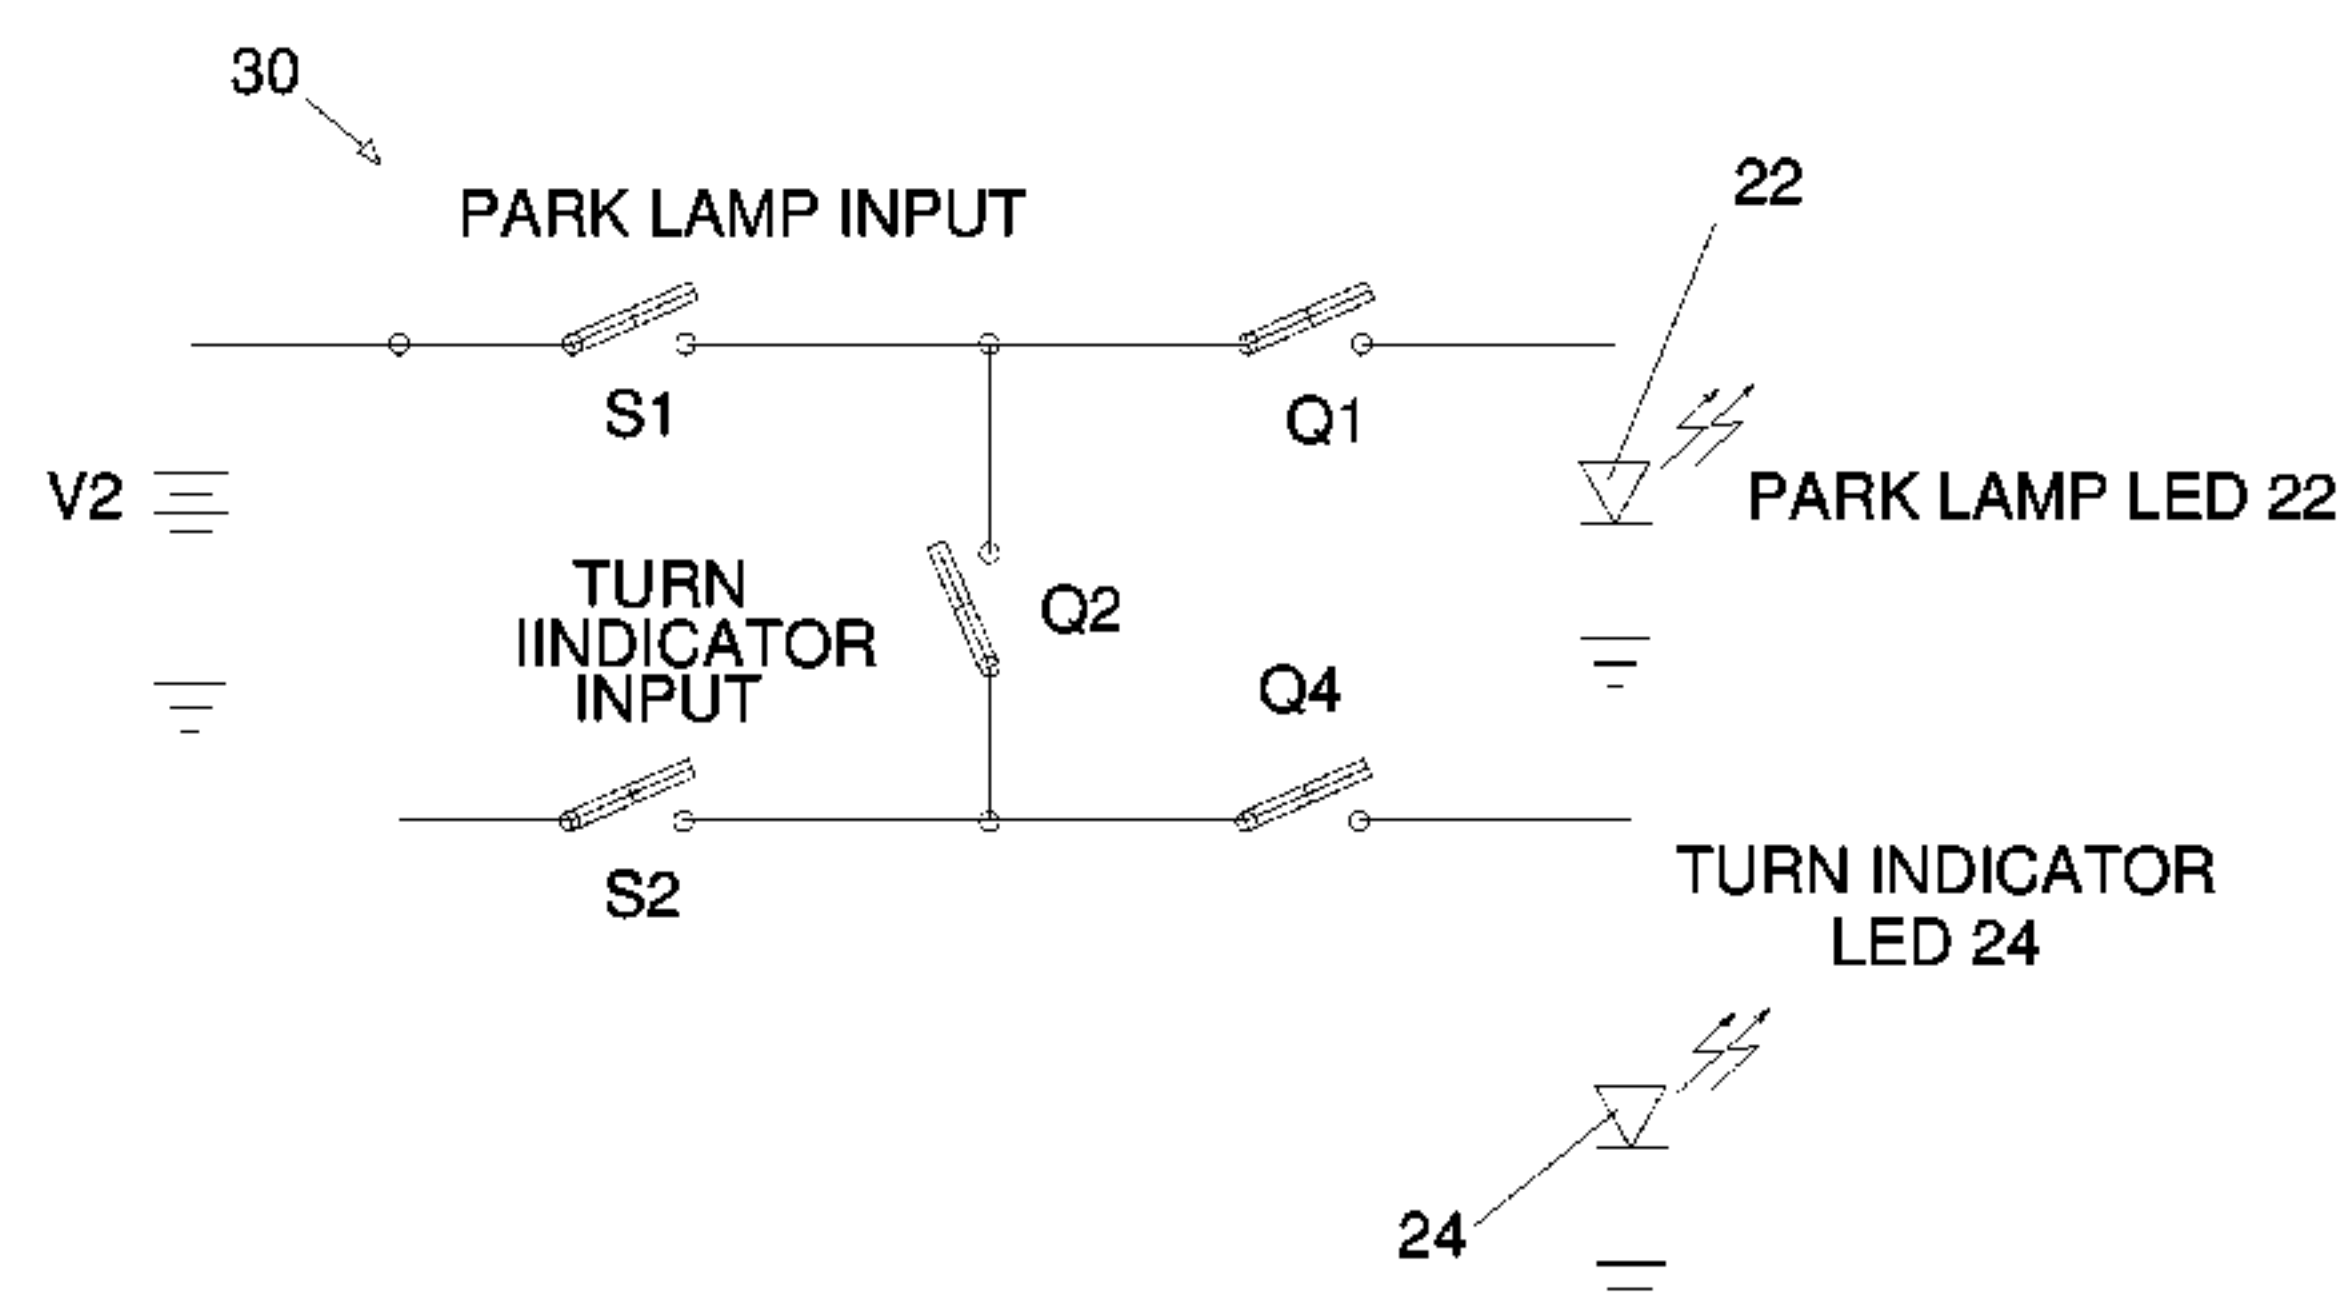 30
PARK LAMP INPUT
22
S1
Q1
V2
PARK LAMP LED 22
TURN
IINDICATOR
INPUT
Q2
Q4
S2
TURN INDICATOR
LED 24
24